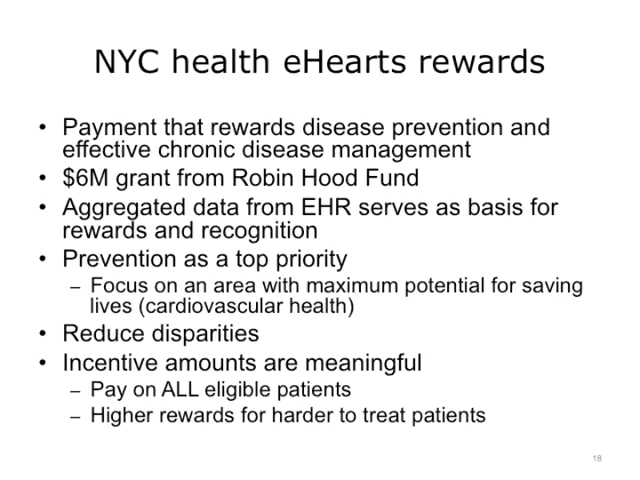 NYC health eHearts rewards
• Payment that rewards disease prevention and
effective chronic disease management
• $6M grant from Robin Hood Fund
• Aggregated data from EHR serves as basis for
rewards and recognition
• Prevention as a top priority
– Focus on an area with maximum potential for saving
lives (cardiovascular health)
• Reduce disparities
• Incentive amounts are meaningful
– Pay on ALL eligible patients
– Higher rewards for harder to treat patients
18